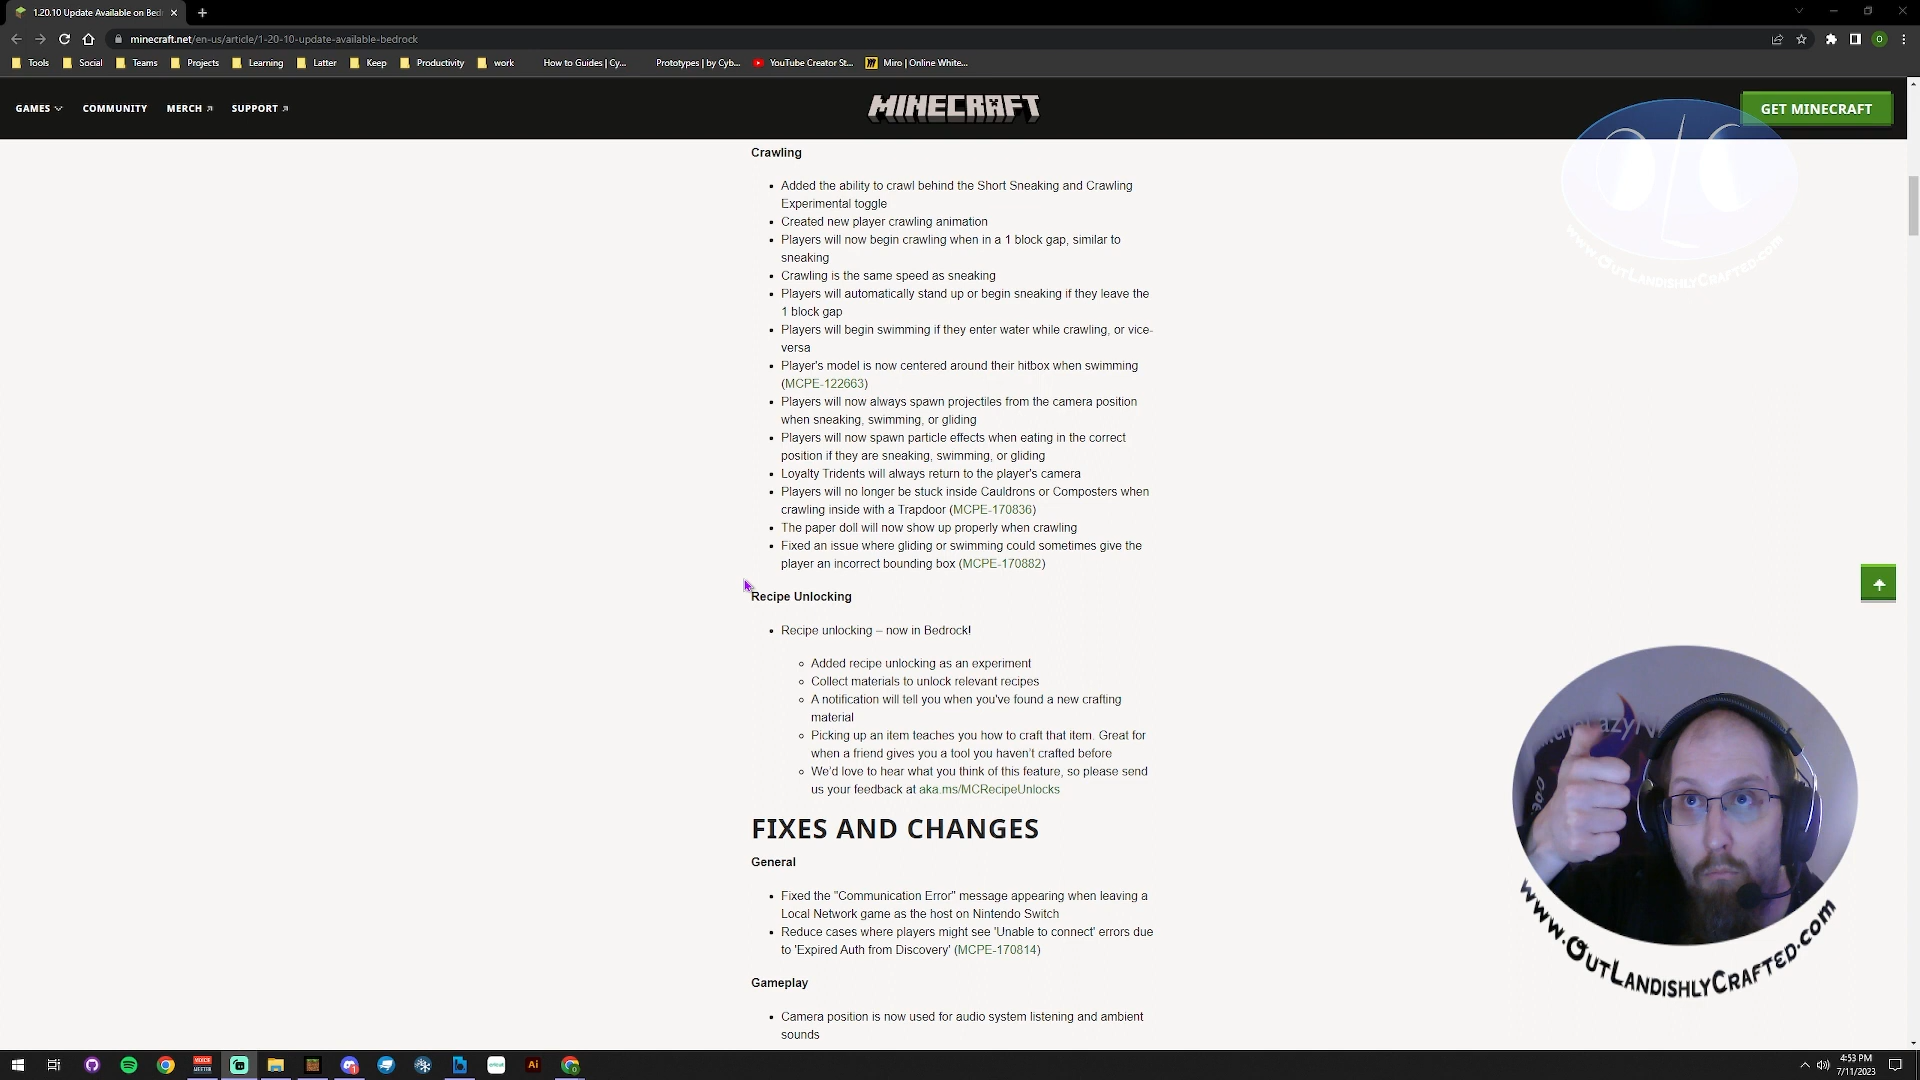 1.20.10 Update Available on Bed
minecraft.net/en-us/article/1-20-10-update-available-bedrock
O
Tools
Social
Teams
Projects
Learning
Latter
Keep
Productivity
work
How to Guides | Cy...
Prototypes | by Cyb...
YouTube Creator St...
Miro | Online White...
GAMES
COMMUNITY
MERCH
SUPPORT
MINECRAFT
GET MINECRAFT
www.OutLandishlyCrafted.com
Crawling
Added the ability to crawl behind the Short Sneaking and Crawling
Experimental toggle
Created new player crawling animation
Players will now begin crawling when in a 1 block gap, similar to
sneaking
Crawling is the same speed as sneaking
Players will automatically stand up or begin sneaking if they leave the
1 block gap
Players will begin swimming if they enter water while crawling, or vice-
versa
Player's model is now centered around their hitbox when swimming
(MCPE-122663)
Players will now always spawn projectiles from the camera position
when sneaking, swimming, or gliding
Players will now spawn particle effects when eating in the correct
position if they are sneaking, swimming, or gliding
Loyalty Tridents will always return to the player's camera
Players will no longer be stuck inside Cauldrons or Composters when
crawling inside with a Trapdoor (MCPE-170836)
The paper doll will now show up properly when crawling
Fixed an issue where gliding or swimming could sometimes give the
player an incorrect bounding box (MCPE-170882)
Recipe Unlocking
Recipe unlocking – now in Bedrock!
Added recipe unlocking as an experiment
Collect materials to unlock relevant recipes
A notification will tell you when you've found a new crafting
material
Picking up an item teaches you how to craft that item. Great for
when a friend gives you a tool you haven't crafted before
We'd love to hear what you think of this feature, so please send
us your feedback at aka.ms/MCRecipeUnlocks
FIXES AND CHANGES
General
Fixed the "Communication Error" message appearing when leaving a
Local Network game as the host on Nintendo Switch
Reduce cases where players might see 'Unable to connect' errors due
to 'Expired Auth from Discovery' (MCPE-170814)
Gameplay
Camera position is now used for audio system listening and ambient
sounds
www.OutLandishlyCrafted.com
Ai
4:53 PM
7/11/2023